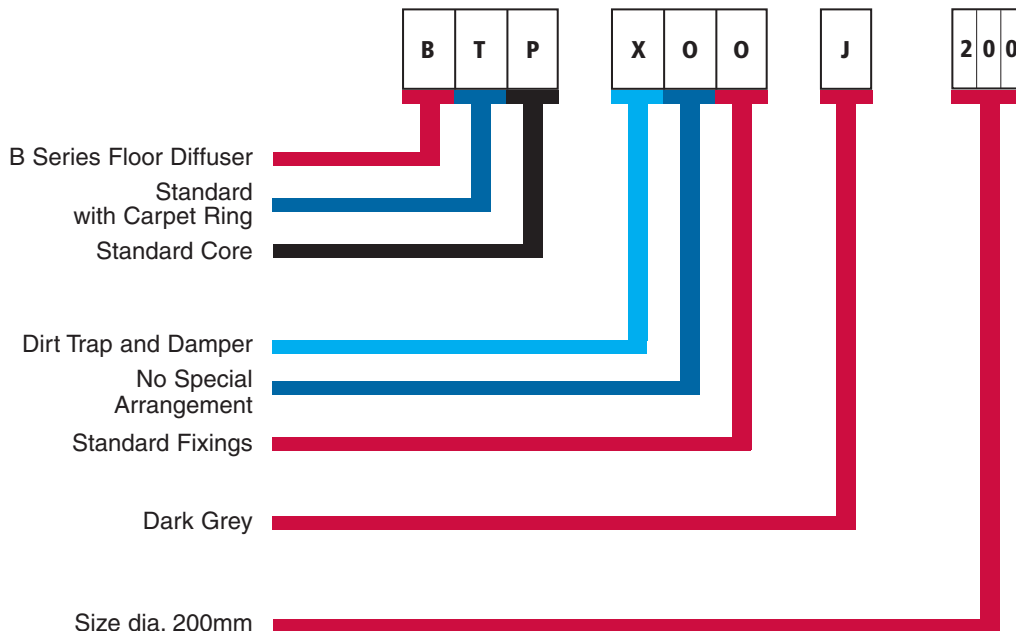 B T P X O O J 2 0 0
B Series Floor Diffuser
Standard
with Carpet Ring
Standard Core
Dirt Trap and Damper
No Special
Arrangement
Standard Fixings
Dark Grey
Size dia. 200mm